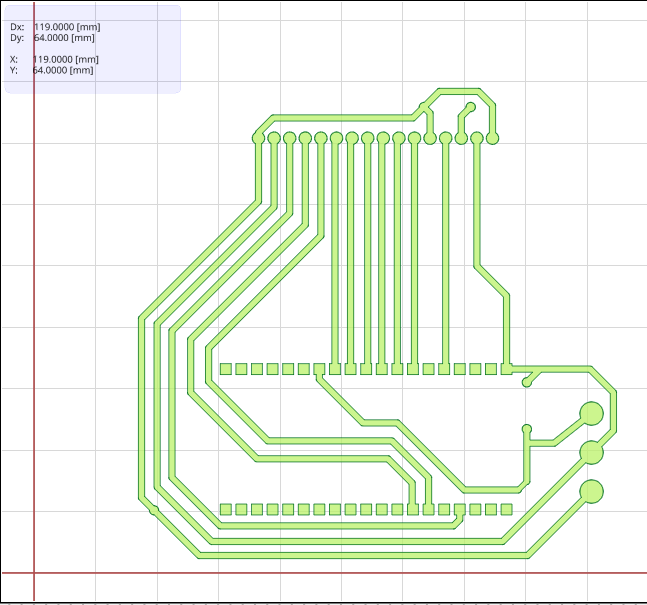 Dx: 119.0000 [mm]
Dy: 64.0000 [mm]
X: 119.0000 [mm]
Y: 64.0000 [mm]